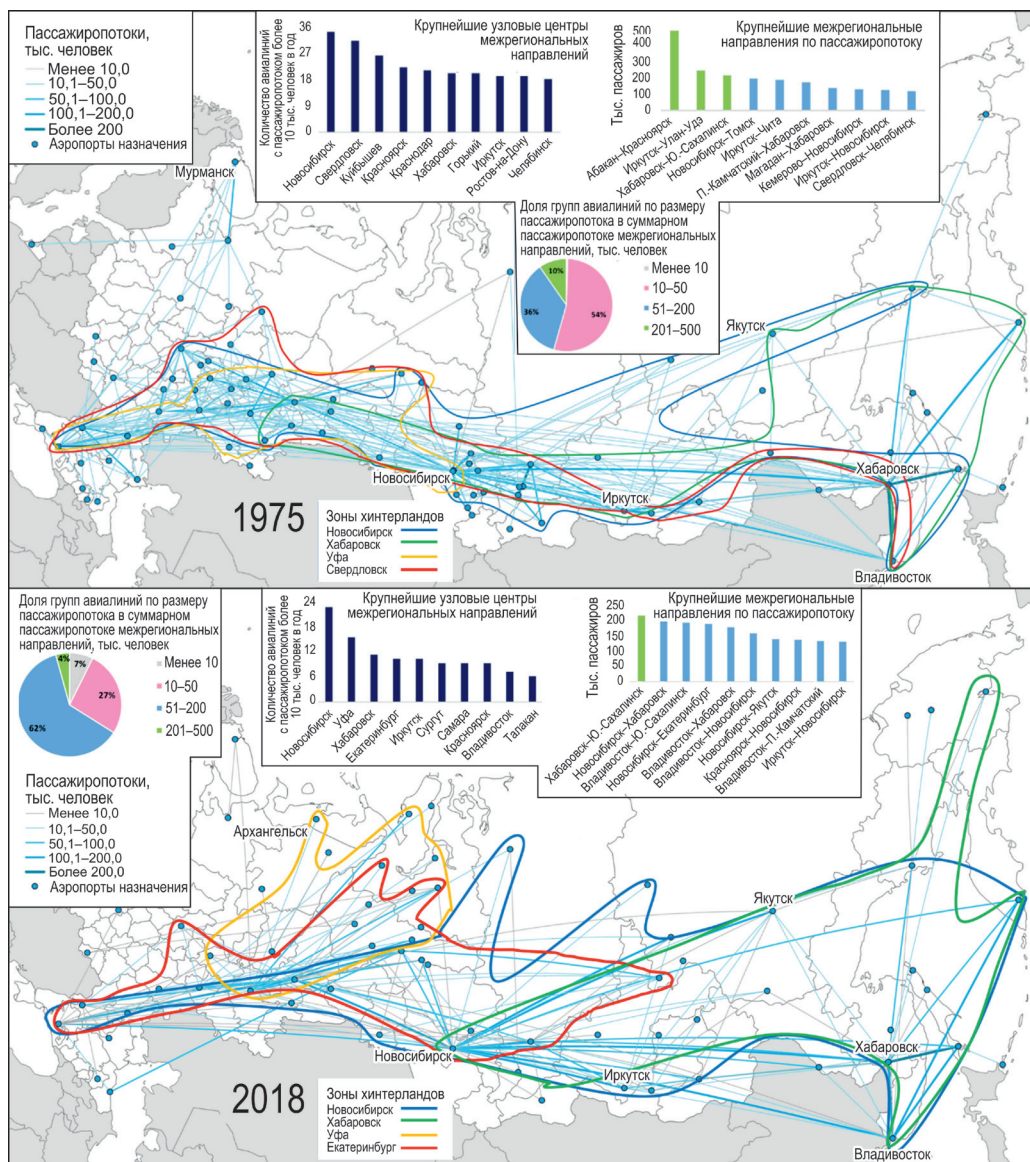 Пассажиропотоки,
тыс. человек
Менее 10,0
10,1–50,0
50,1–100,0
100,1–200,0
Более 200
Аэропорты назначения
Количество авиалиний
с пассажиропотоком более
10 тыс. человек в год
36
24
18
12
0
Крупнейшие узловые центры
межрегиональных
направлений
Новосибирск
Свердловск
Куйбышев
Красноярск
Краснодар
Хабаровск
Горький
Иркутск
Ростов-на-Дону
Челябинск
Тыс. пассажиров
500
400
300
200
100
0
Крупнейшие межрегиональные
направления по пассажиропотоку
Абакан–Красноярск
Иркутск–Улан-Удэ
Хабаровск-Ю.-Сахалинск
Новосибирск–Томск
Иркутск–Чита
П.-Камчатский–Хабаровск
Магадан–Хабаровск
Кемерово–Новосибирск
Иркутск–Новосибирск
Свердловск–Челябинск
Доля групп авиалиний по размеру
пассажиропотока в суммарном
пассажиропотоке межрегиональных
направлений, тыс. человек
10%
36%
54%
Менее 10
10–50
51–200
201–500
Мурманск
Якутск
Новосибирск
Иркутск
Хабаровск
Владивосток
1975
Зоны хинтерландов
Новосибирск
Хабаровск
Уфа
Свердловск
Доля групп авиалиний по размеру
пассажиропотока в суммарном
пассажиропотоке межрегиональных
направлений, тыс. человек
4%
7%
27%
62%
Менее 10
10–50
51–200
201–500
Пассажиропотоки,
тыс. человек
Менее 10,0
10,1–50,0
50,1–100,0
100,1–200,0
Более 200,0
Аэропорты назначения
Количество авиалиний
с пассажиропотоком более
10 тыс. человек в год
24
18
12
6
0
Крупнейшие узловые центры
межрегиональных направлений
Новосибирск
Уфа
Хабаровск
Екатеринбург
Иркутск
Сургут
Самара
Красноярск
Владивосток
Талакан
Тыс. пассажиров
250
200
150
100
50
0
Крупнейшие межрегиональные
направления по пассажиропотоку
Хабаровск-Ю.-Сахалинск
Новосибирск–Хабаровск
Владивосток–Ю.-Сахалинск
Новосибирск–Екатеринбург
Владивосток–Хабаровск
Владивосток–Новосибирск
Новосибирск–Якутск
Красноярск–Новосибирск
Владивосток–П.-Камчатский
Иркутск–Новосибирск
Архангельск
Якутск
Новосибирск
Иркутск
Хабаровск
Владивосток
2018
Зоны хинтерландов
Новосибирск
Хабаровск
Уфа
Екатеринбург